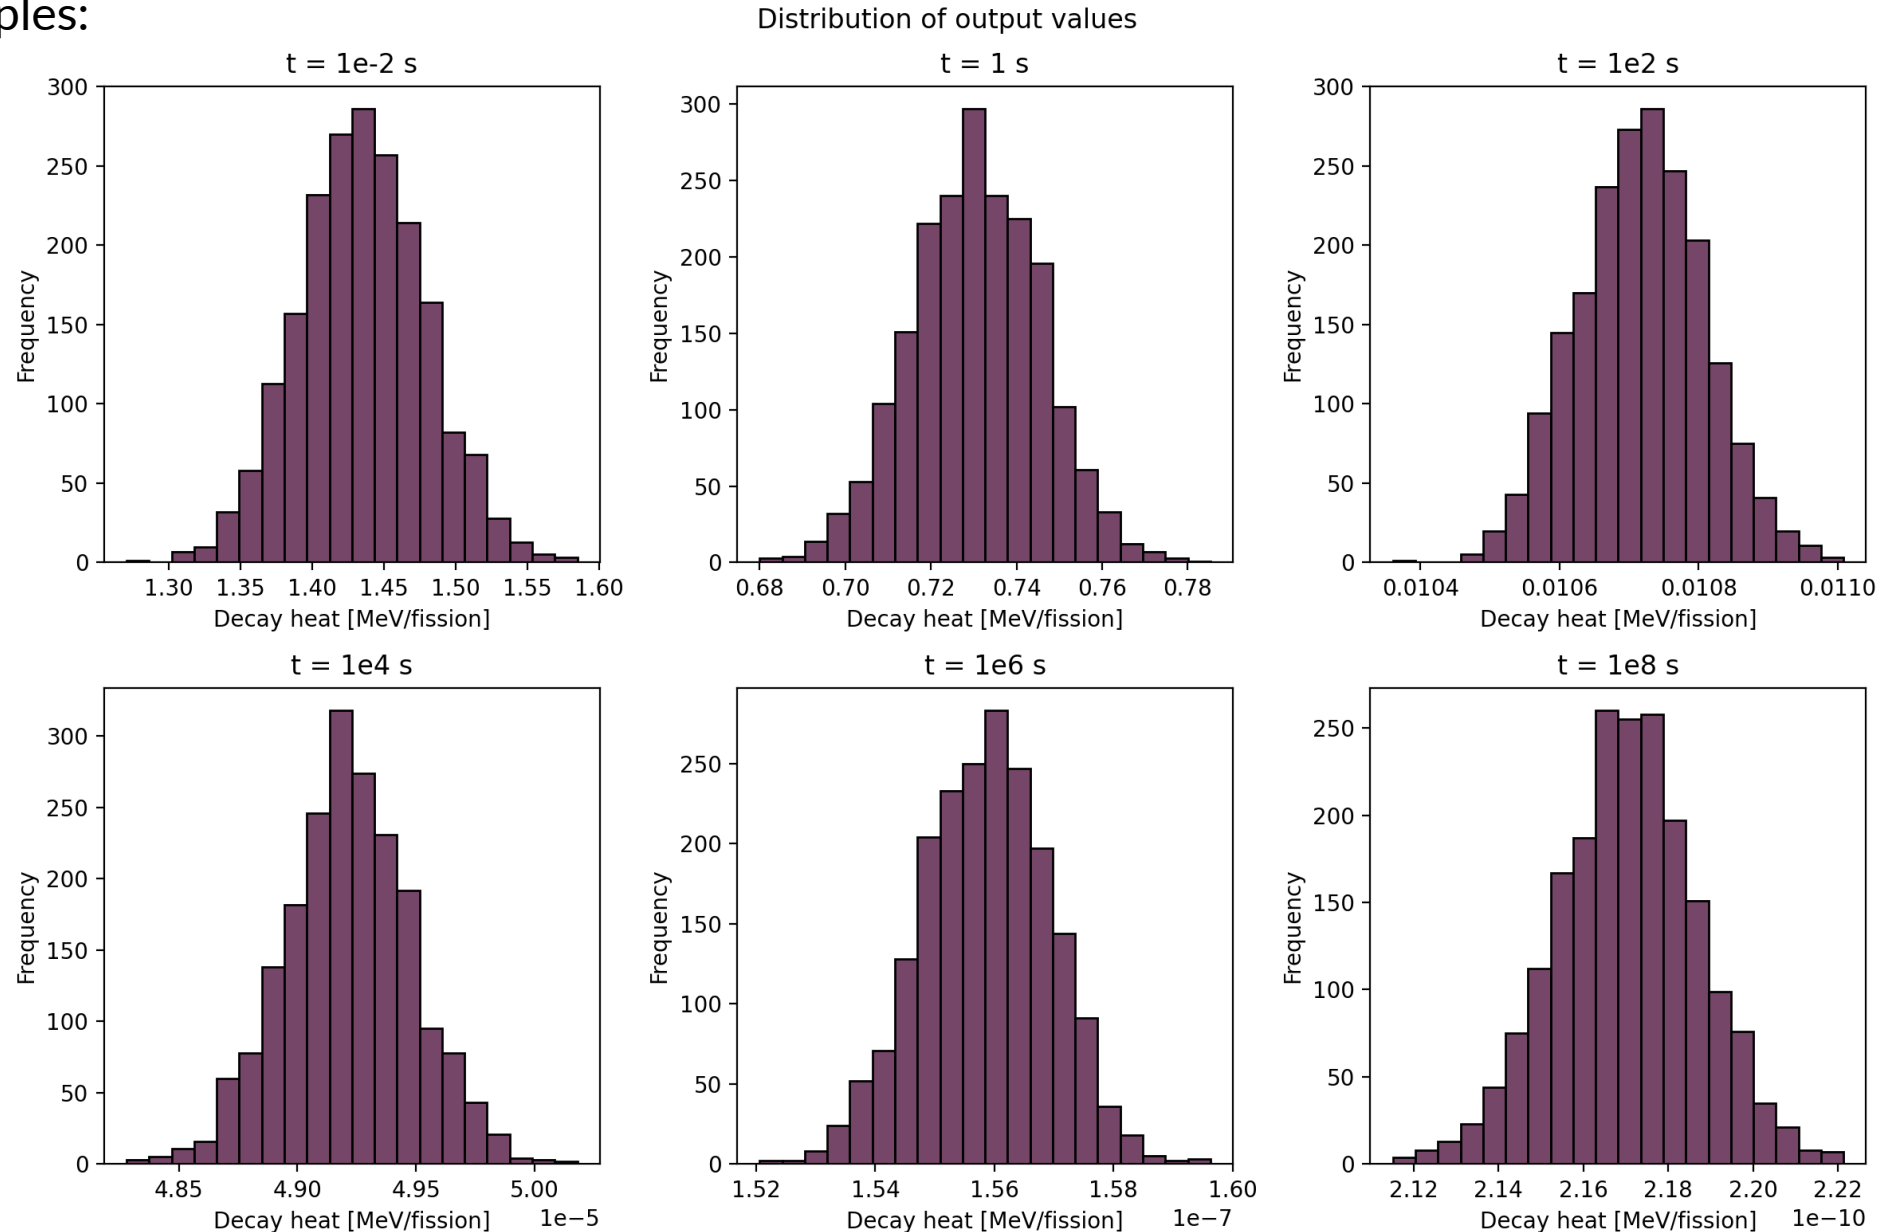 ples:
Distribution of output values
t = 1e-2 s
Frequency
300
250
200
150
100
50
0
1.30 1.35 1.40 1.45 1.50 1.55 1.60
Decay heat [MeV/fission]
t = 1 s
Frequency
300
250
200
150
100
50
0
0.68 0.70 0.72 0.74 0.76 0.78
Decay heat [MeV/fission]
t = 1e2 s
Frequency
300
250
200
150
100
50
0
0.0104 0.0106 0.0108 0.0110
Decay heat [MeV/fission]
t = 1e4 s
Frequency
300
250
200
150
100
50
0
4.85 4.90 4.95 5.00
Decay heat [MeV/fission] 1e−5
t = 1e6 s
Frequency
250
200
150
100
50
0
1.52 1.54 1.56 1.58 1.60
Decay heat [MeV/fission] 1e−7
t = 1e8 s
Frequency
250
200
150
100
50
0
2.12 2.14 2.16 2.18 2.20 2.22
Decay heat [MeV/fission] 1e−10